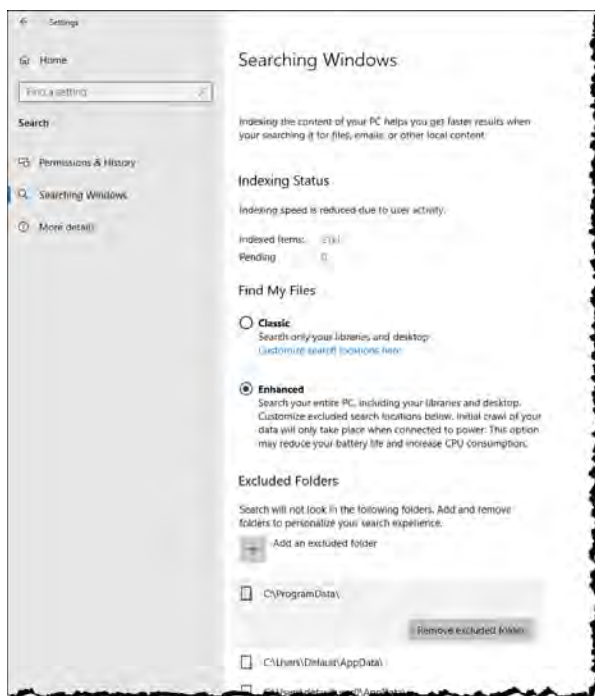 Settings
Home
Find a setting
Search
Permissions & History
Searching Windows
More details
Searching Windows
Indexing the content of your PC helps you get faster results when
your searching it for files, emails, or other local content
Indexing Status
Indexing speed is reduced due to user activity.
Indexed Items:
Pending 0
Find My Files
Classic
Search only your libraries and desktop
Customize search locations here
Enhanced
Search your entire PC, including your libraries and desktop.
Customize excluded search locations below. Initial crawl of your
data will only take place when connected to power. This option
may reduce your battery life and increase CPU consumption.
Excluded Folders
Search will not look in the following folders. Add and remove
folders to personalize your search experience.
Add an excluded folder
C:\ProgramData\
Remove excluded folder
C:\Users\Default\AppData\